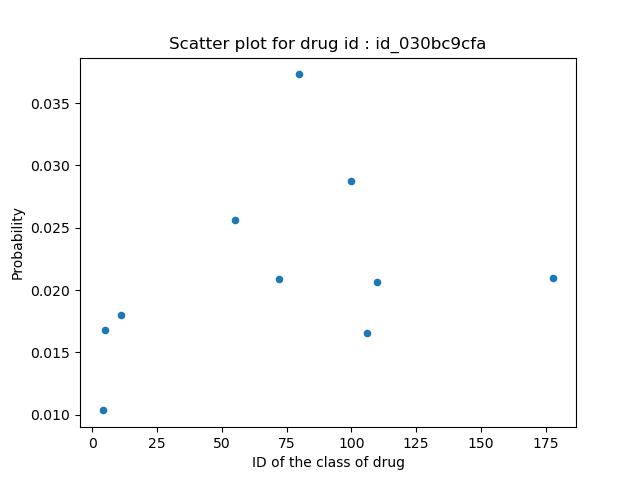 Scatter plot for drug id : id_030bc9cfa
0.035
0.030
0.025
0.020
0.015
0.010
Probability
0 25 50 75 100 125 150 175
ID of the class of drug